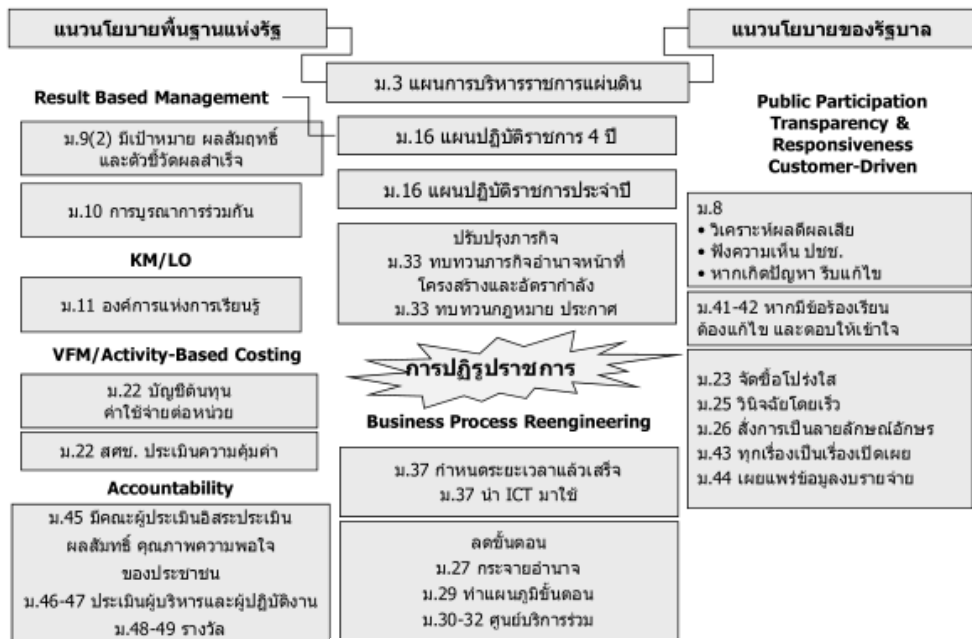 แนวนโยบายพื้นฐานแห่งรัฐ
แนวนโยบายของรัฐบาล
ม.3 แผนการบริหารราชการแผ่นดิน
Result Based Management
ม.9(2) มีเป้าหมาย ผลสัมฤทธิ์
และตัวชี้วัดผลสำเร็จ
ม.10 การบูรณาการร่วมกัน
KM/LO
ม.11 องค์การแห่งการเรียนรู้
VFM/Activity-Based Costing
ม.22 บัญชีต้นทุน
ค่าใช้จ่ายต่อหน่วย
ม.22 สศช. ประเมินความคุ้มค่า
Accountability
ม.45 มีคณะผู้ประเมินอิสระประเมิน
ผลสัมทธิ์ คุณภาพความพอใจ
ของประชาชน
ม.46-47 ประเมินผู้บริหารและผู้ปฏิบัติงาน
ม.48-49 รางวัล
ม.16 แผนปฏิบัติราชการ 4 ปี
ม.16 แผนปฏิบัติราชการประจำปี
ปรับปรุงภารกิจ
ม.33 ทบทวนภารกิจอำนาจหน้าที่
โครงสร้างและอัตรากำลัง
ม.33 ทบทวนกฎหมาย ประกาศ
การปฏิรูปราชการ
Business Process Reengineering
ม.37 กำหนดระยะเวลาแล้วเสร็จ
ม.37 นำ ICT มาใช้
ลดขั้นตอน
ม.27 กระจายอำนาจ
ม.29 ทำแผนภูมิขั้นตอน
ม.30-32 ศูนย์บริการร่วม
Public Participation
Transparency &
Responsiveness
Customer-Driven
ม.8
• วิเคราะห์ผลดีผลเสีย
• ฟังความเห็น ปชช.
• หากเกิดปัญหา รีบแก้ไข
ม.41-42 หากมีข้อร้องเรียน
ต้องแก้ไข และตอบให้เข้าใจ
ม.23 จัดซื้อโปร่งใส
ม.25 วินิจฉัยโดยเร็ว
ม.26 สั่งการเป็นลายลักษณ์อักษร
ม.43 ทุกเรื่องเป็นเรื่องเปิดเผย
ม.44 เผยแพร่ข้อมูลงบรายจ่าย